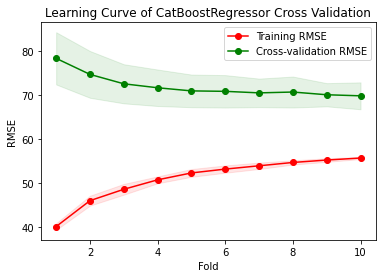 Learning Curve of CatBoostRegressor Cross Validation
Training RMSE
Cross-validation RMSE
RMSE
80
70
60
50
40
2
4
6
8
10
Fold